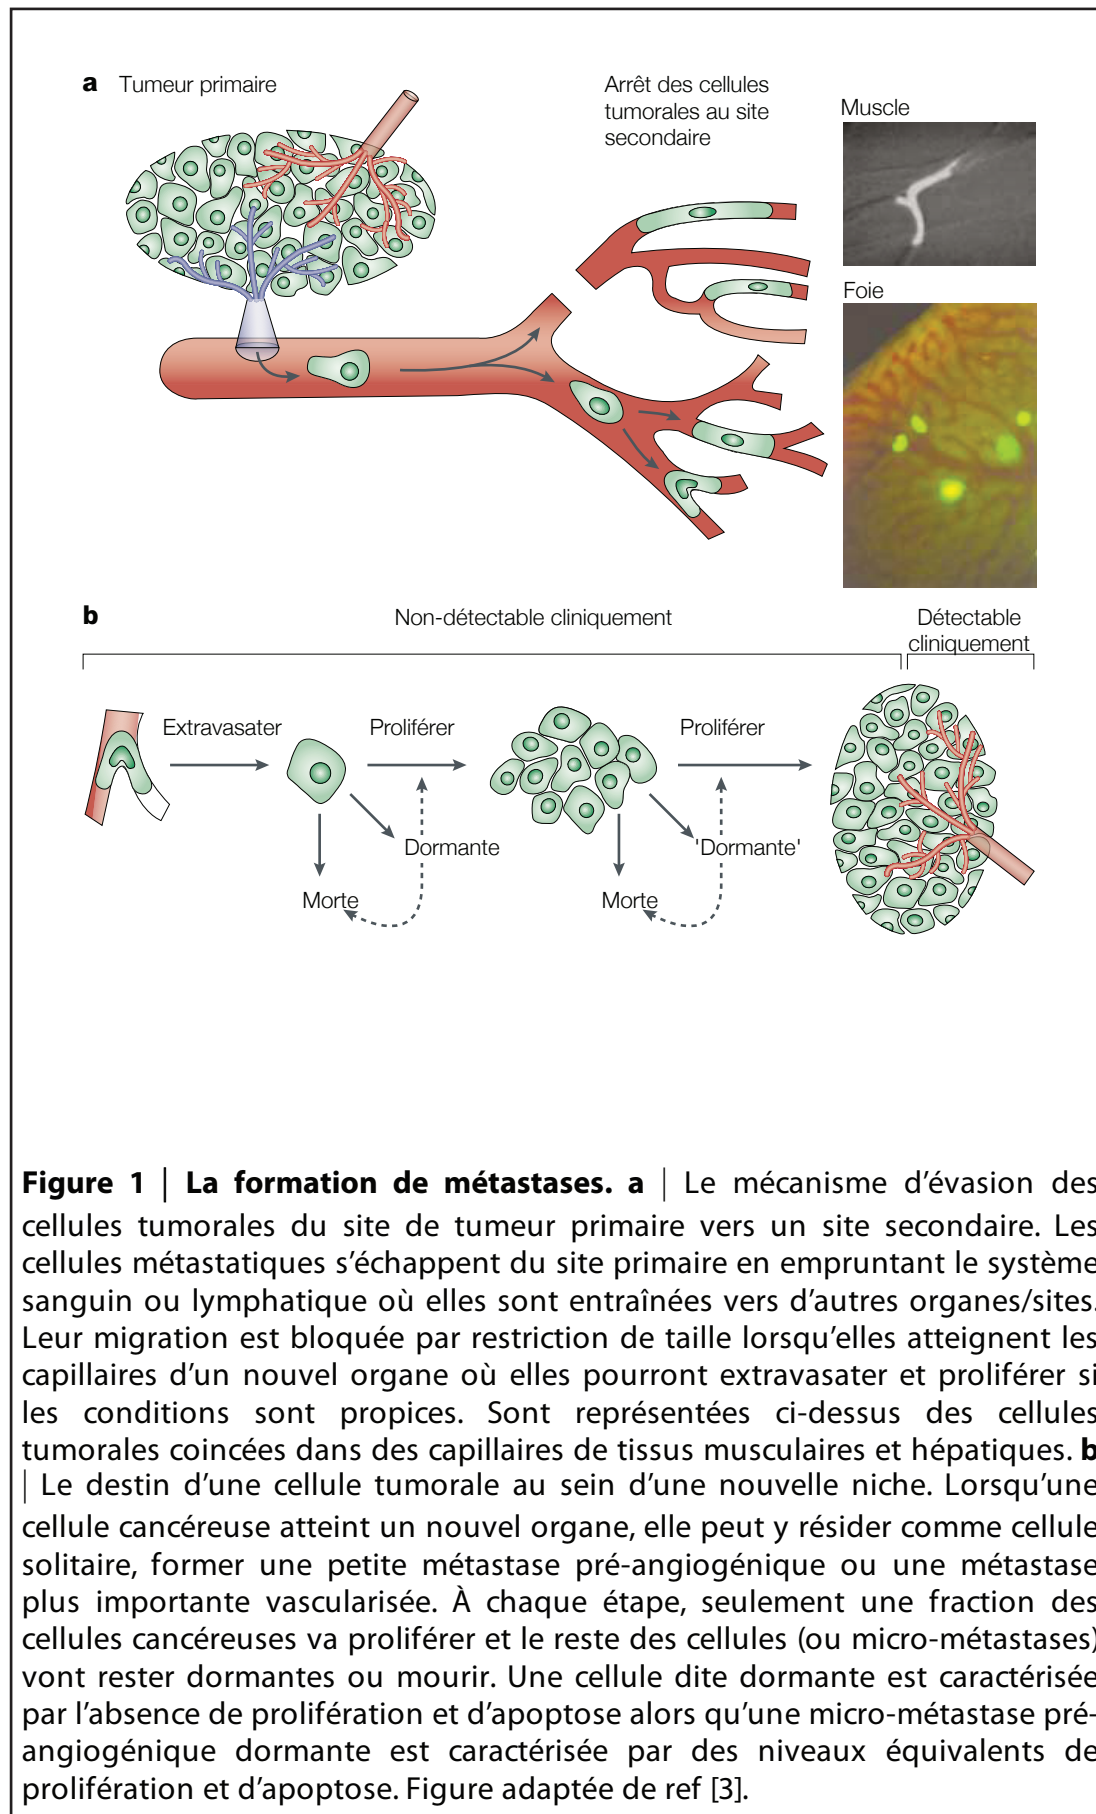 a Tumeur primaire
Arrêt des cellules
tumorales au site
secondaire
Muscle
Foie
b
Non-détectable cliniquement
Détectable
cliniquement
Extravasater
Proliférer
Proliférer
Dormante
'Dormante'
Morte
Morte
Figure 1 | La formation de métastases. a | Le mécanisme d’évasion des
cellules tumorales du site de tumeur primaire vers un site secondaire. Les
cellules métastatiques s’échappent du site primaire en empruntant le système
sanguin ou lymphatique où elles sont entraînées vers d’autres organes/sites.
Leur migration est bloquée par restriction de taille lorsqu’elles atteignent les
capillaires d’un nouvel organe où elles pourront extravasater et proliférer si
les conditions sont propices. Sont représentées ci-dessus des cellules
tumorales coincées dans des capillaires de tissus musculaires et hépatiques. b
| Le destin d’une cellule tumorale au sein d’une nouvelle niche. Lorsqu’une
cellule cancéreuse atteint un nouvel organe, elle peut y résider comme cellule
solitaire, former une petite métastase pré-angiogénique ou une métastase
plus importante vascularisée. À chaque étape, seulement une fraction des
cellules cancéreuses va proliférer et le reste des cellules (ou micro-métastases)
vont rester dormantes ou mourir. Une cellule dite dormante est caractérisée
par l’absence de prolifération et d’apoptose alors qu’une micro-métastase pré-
angiogénique dormante est caractérisée par des niveaux équivalents de
prolifération et d’apoptose. Figure adaptée de ref [3].